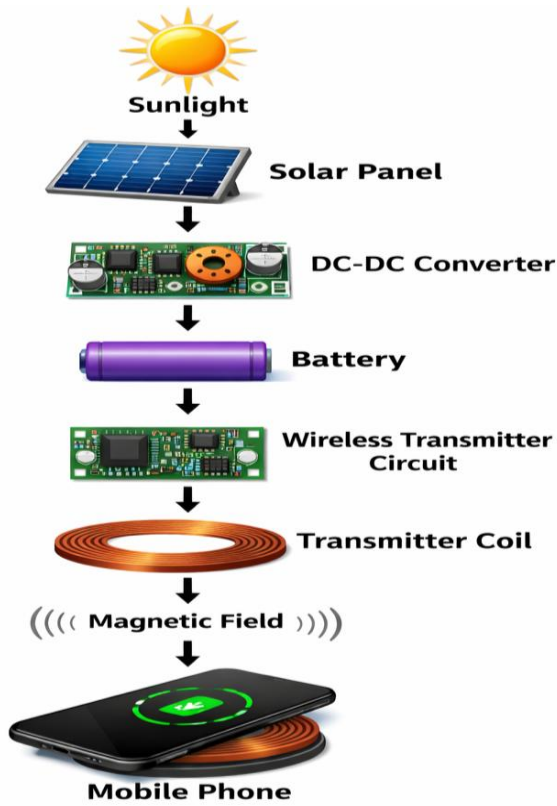 Sunlight
Solar Panel
DC-DC Converter
Battery
Wireless Transmitter
Circuit
Transmitter Coil
Magnetic Field
Mobile Phone